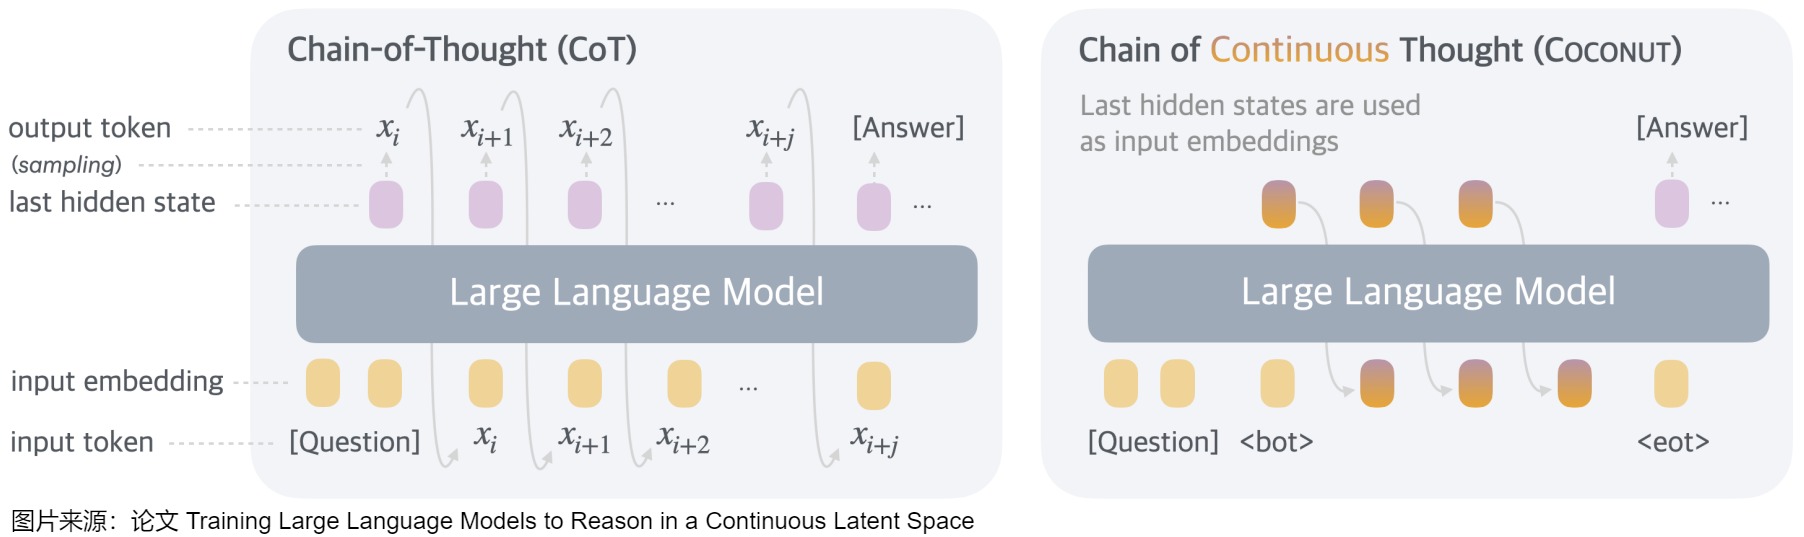 Chain-of-Thought (CoT)
output token
(sampling)
last hidden state
x_i x_{i+1} x_{i+2} x_{i+j} [Answer]
... ...
Large Language Model
input embedding
...
input token
[Question] x_i x_{i+1} x_{i+2} x_{i+j}
Chain of Continuous Thought (COCONUT)
Last hidden states are used
as input embeddings
[Answer]
...
Large Language Model
[Question] <bot> <eot>
图片来源：论文 Training Large Language Models to Reason in a Continuous Latent Space